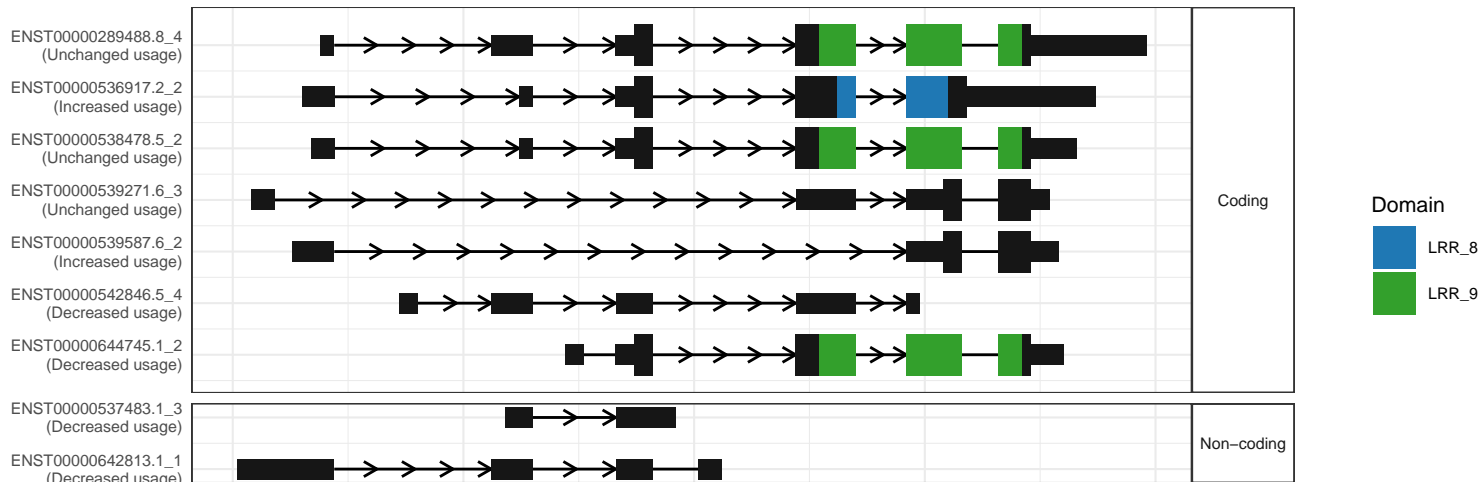 ENST00000289488.8_4
(Unchanged usage)
ENST00000536917.2_2
(Increased usage)
ENST00000538478.5_2
(Unchanged usage)
ENST00000539271.6_3
(Unchanged usage)
ENST00000539587.6_2
(Increased usage)
ENST00000542846.5_4
(Decreased usage)
ENST00000644745.1_2
(Decreased usage)
Coding
ENST00000537483.1_3
(Decreased usage)
ENST00000642813.1_1
(Decreased usage)
Non−coding
Domain
LRR_8
LRR_9